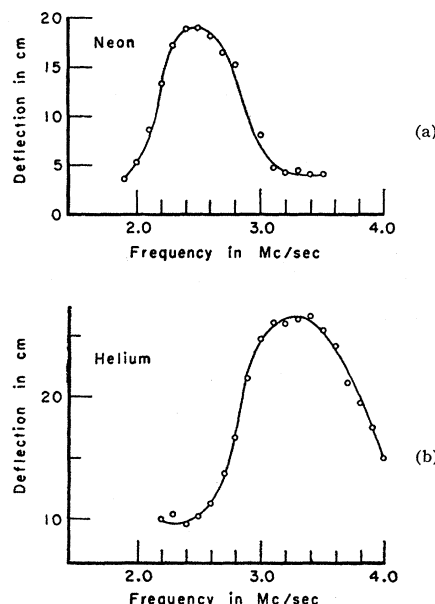 20
Neon
15
10
5
0
Deflection in cm
(a)
2.0 3.0 4.0
Frequency in Mc/sec
Helium
20
10
Deflection in cm
(b)
2.0 3.0 4.0
Frequency in Mc/sec